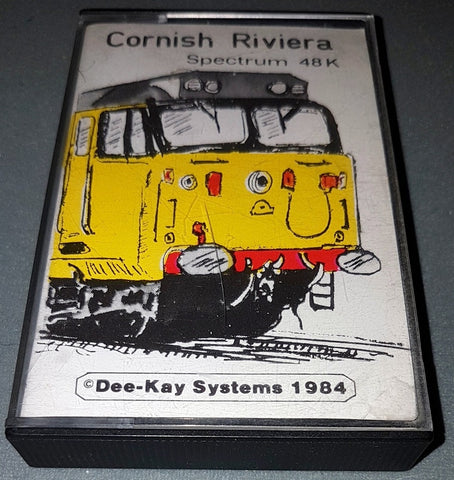 Cornish Riviera
Spectrum 48K
©Dee-Kay Systems 1984